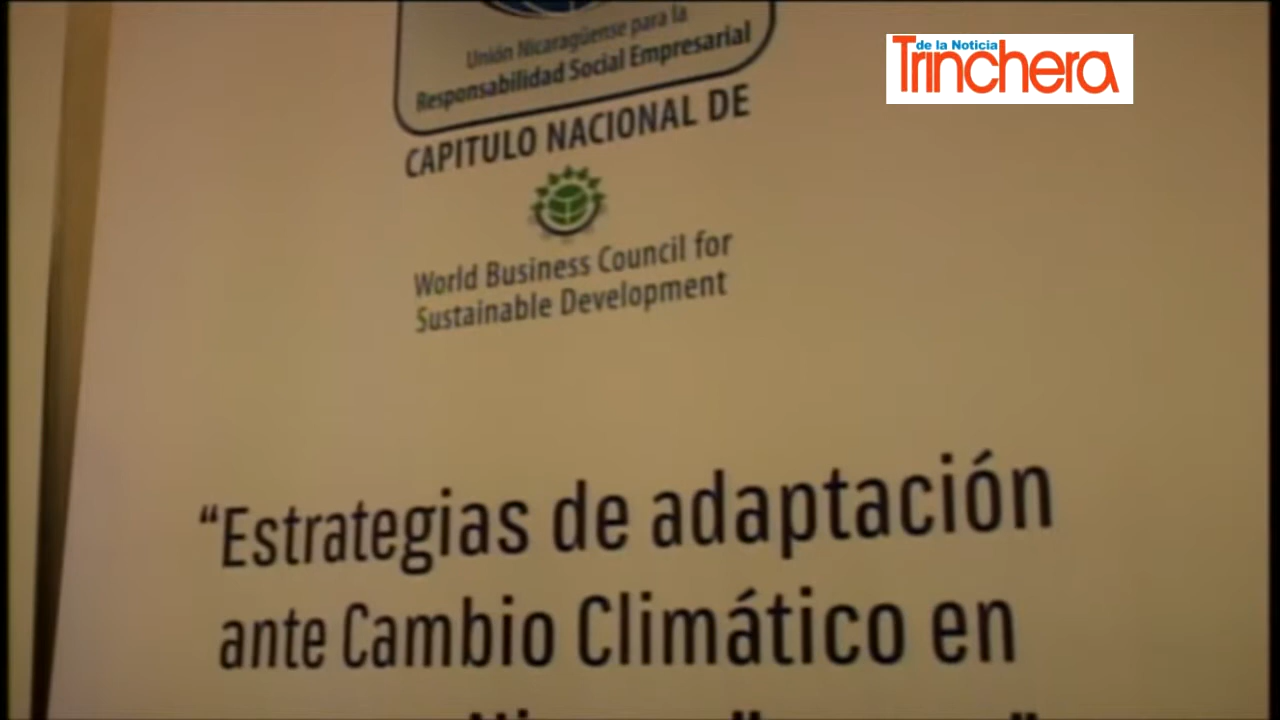 de la Noticia
Trinchera
Unión Nicaragüense para la
Responsabilidad Social Empresarial
CAPITULO NACIONAL DE
World Business Council for
Sustainable Development
“Estrategias de adaptación
ante Cambio Climático en